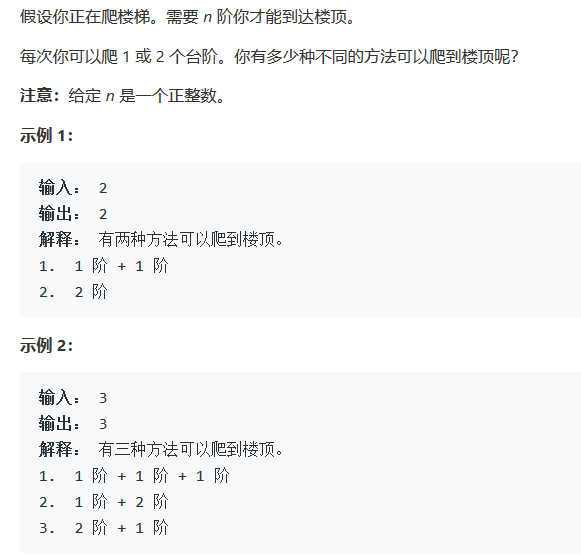 假设你正在爬楼梯。需要 n 阶你才能到达楼顶。
每次你可以爬 1 或 2 个台阶。你有多少种不同的方法可以爬到楼顶呢？
注意：给定 n 是一个正整数。
示例 1：
输入： 2
输出： 2
解释： 有两种方法可以爬到楼顶。
1. 1 阶 + 1 阶
2. 2 阶
示例 2：
输入： 3
输出： 3
解释： 有三种方法可以爬到楼顶。
1. 1 阶 + 1 阶 + 1 阶
2. 1 阶 + 2 阶
3. 2 阶 + 1 阶